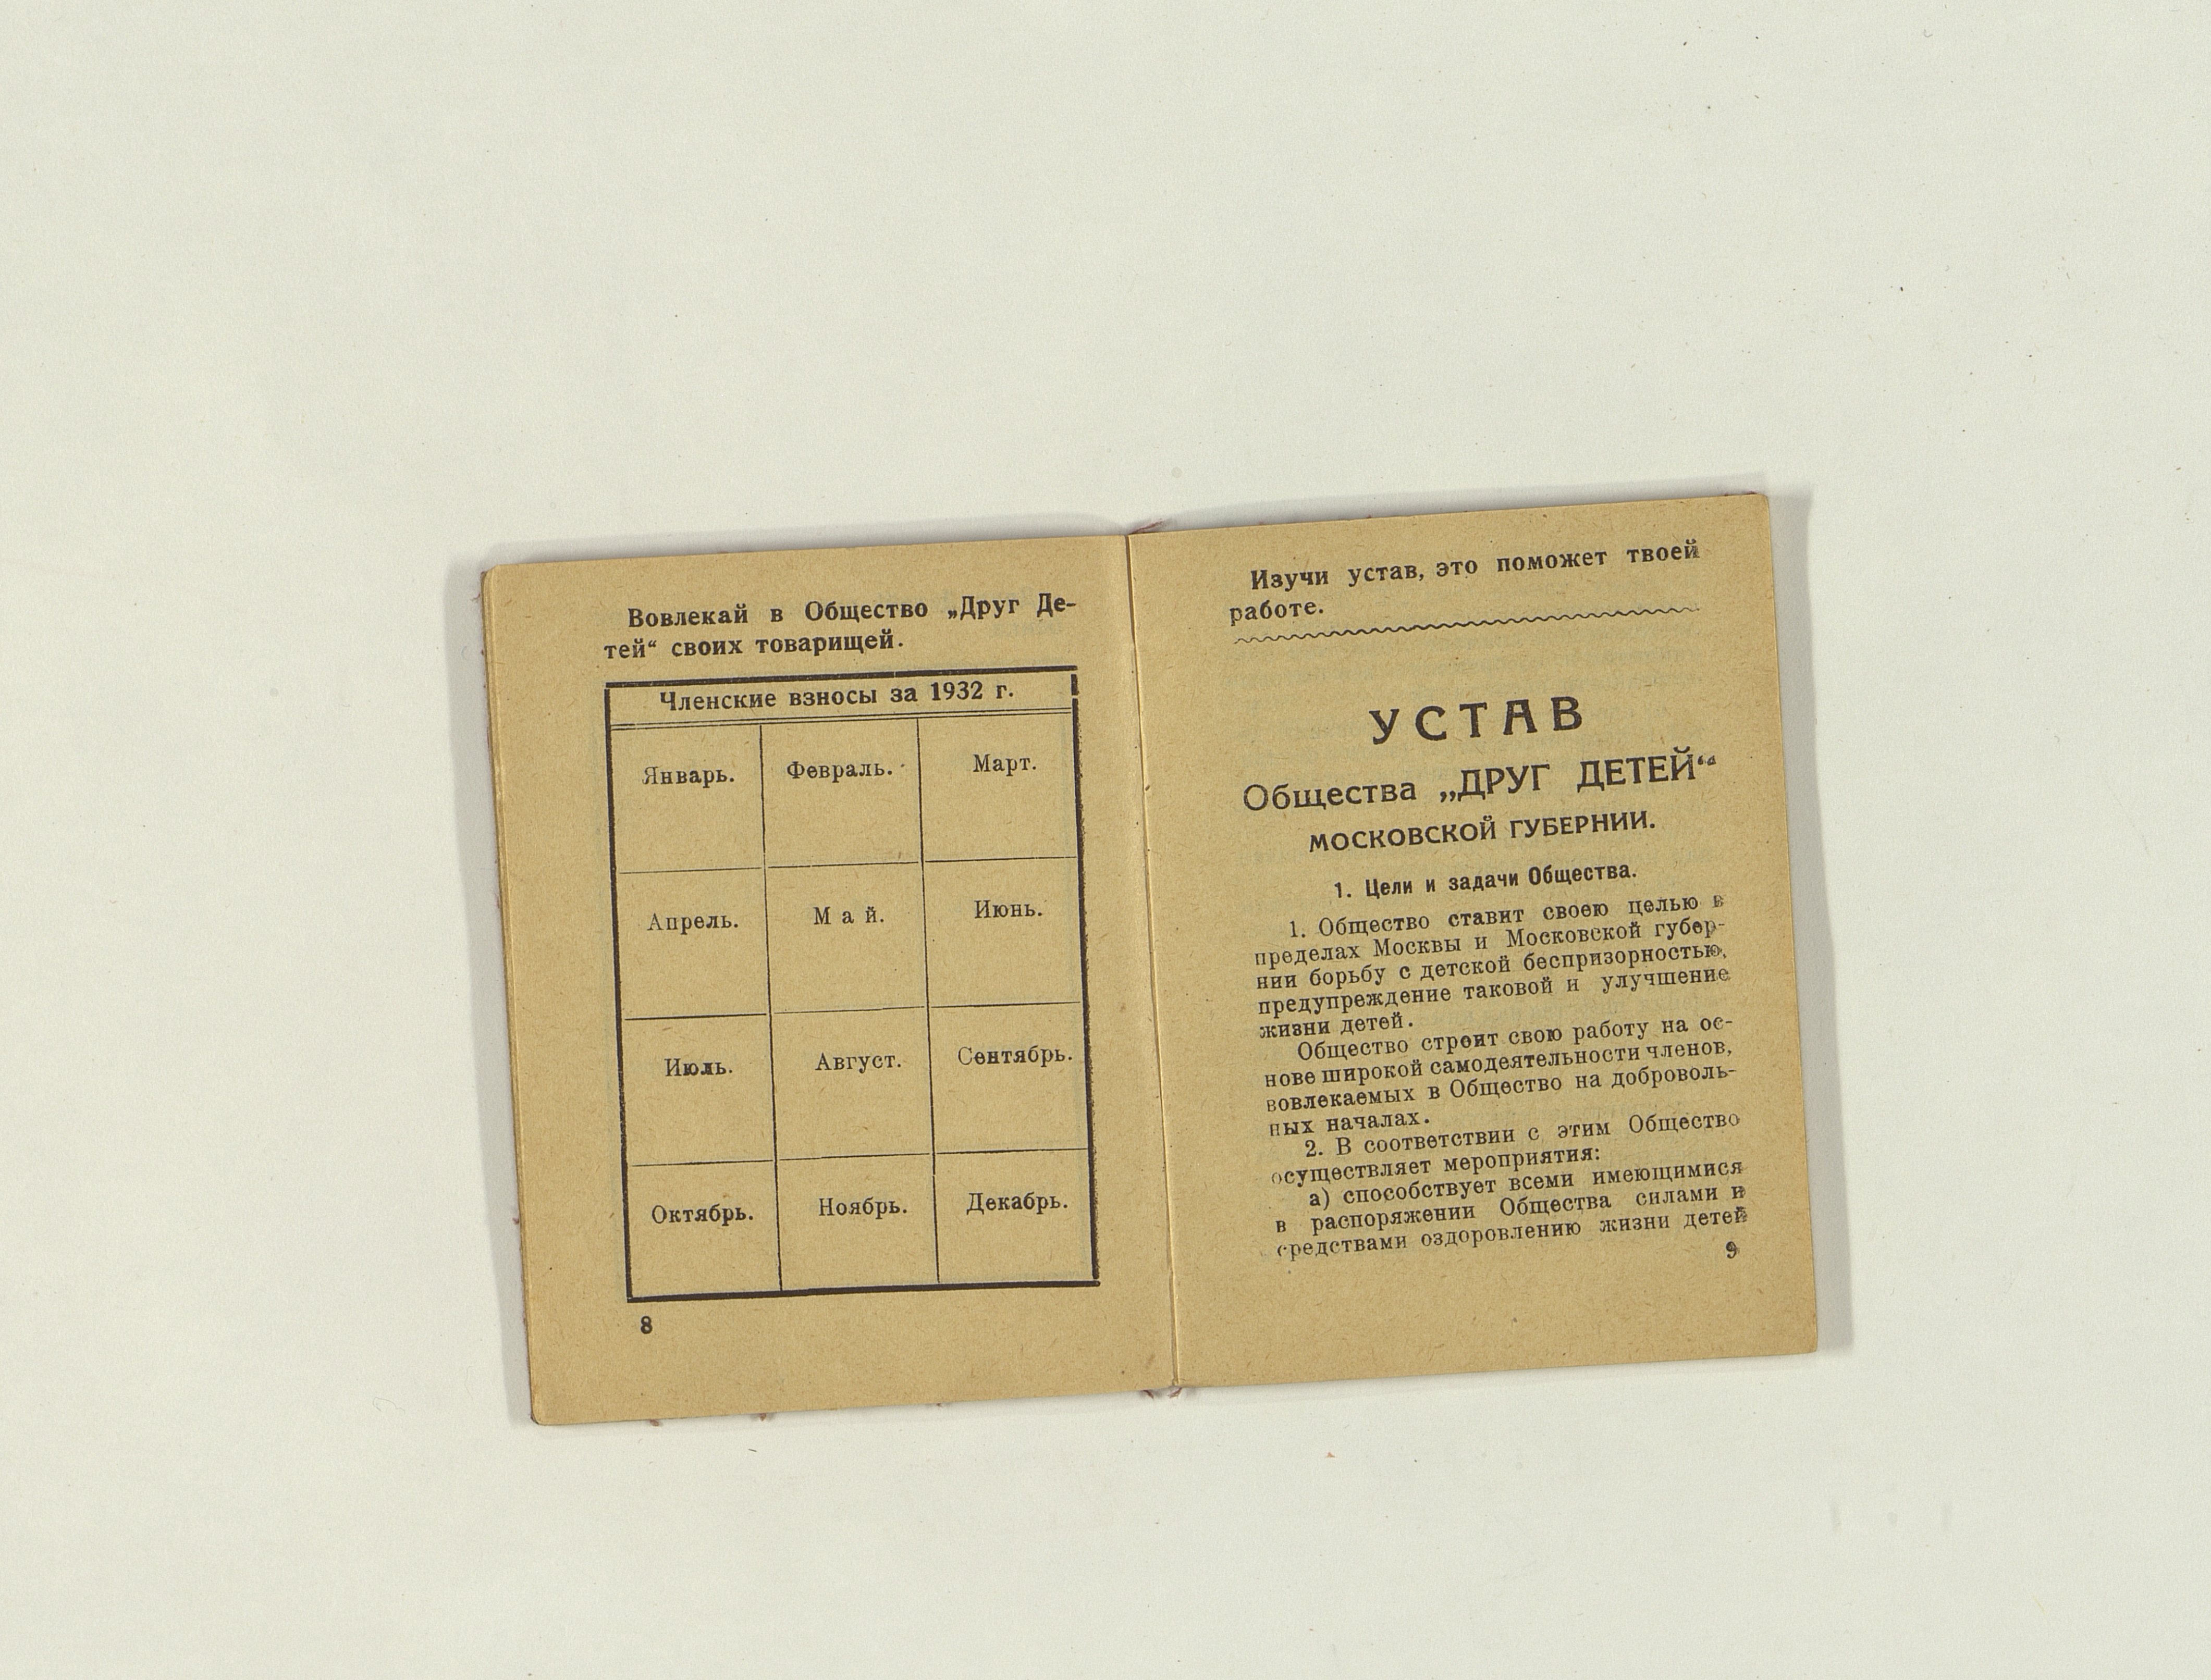 Вовлекай в Общество „Друг Де-
тей“ своих товарищей.
Членские взносы за 1932 г.
Январь. Февраль. Март.
Апрель. Май. Июнь.
Июль. Август. Сентябрь.
Октябрь. Ноябрь. Декабрь.
8
Изучи устав, это поможет твоей
работе.
УСТАВ
Общества „ДРУГ ДЕТЕЙ“
МОСКОВСКОЙ ГУБЕРНИИ.
1. Цели и задачи Общества.
1. Общество ставит своею целью в
пределах Москвы и Московской губер-
нии борьбу с детской беспризорностью,
предупреждение таковой и улучшение
жизни детей.
Общество строит свою работу на ос-
нове широкой самодеятельности членов,
вовлекаемых в Общество на доброволь-
ных началах.
2. В соответствии с этим Общество
осуществляет мероприятия:
а) способствует всеми имеющимися
в распоряжении Общества силами и
средствами оздоровлению жизни детей
9